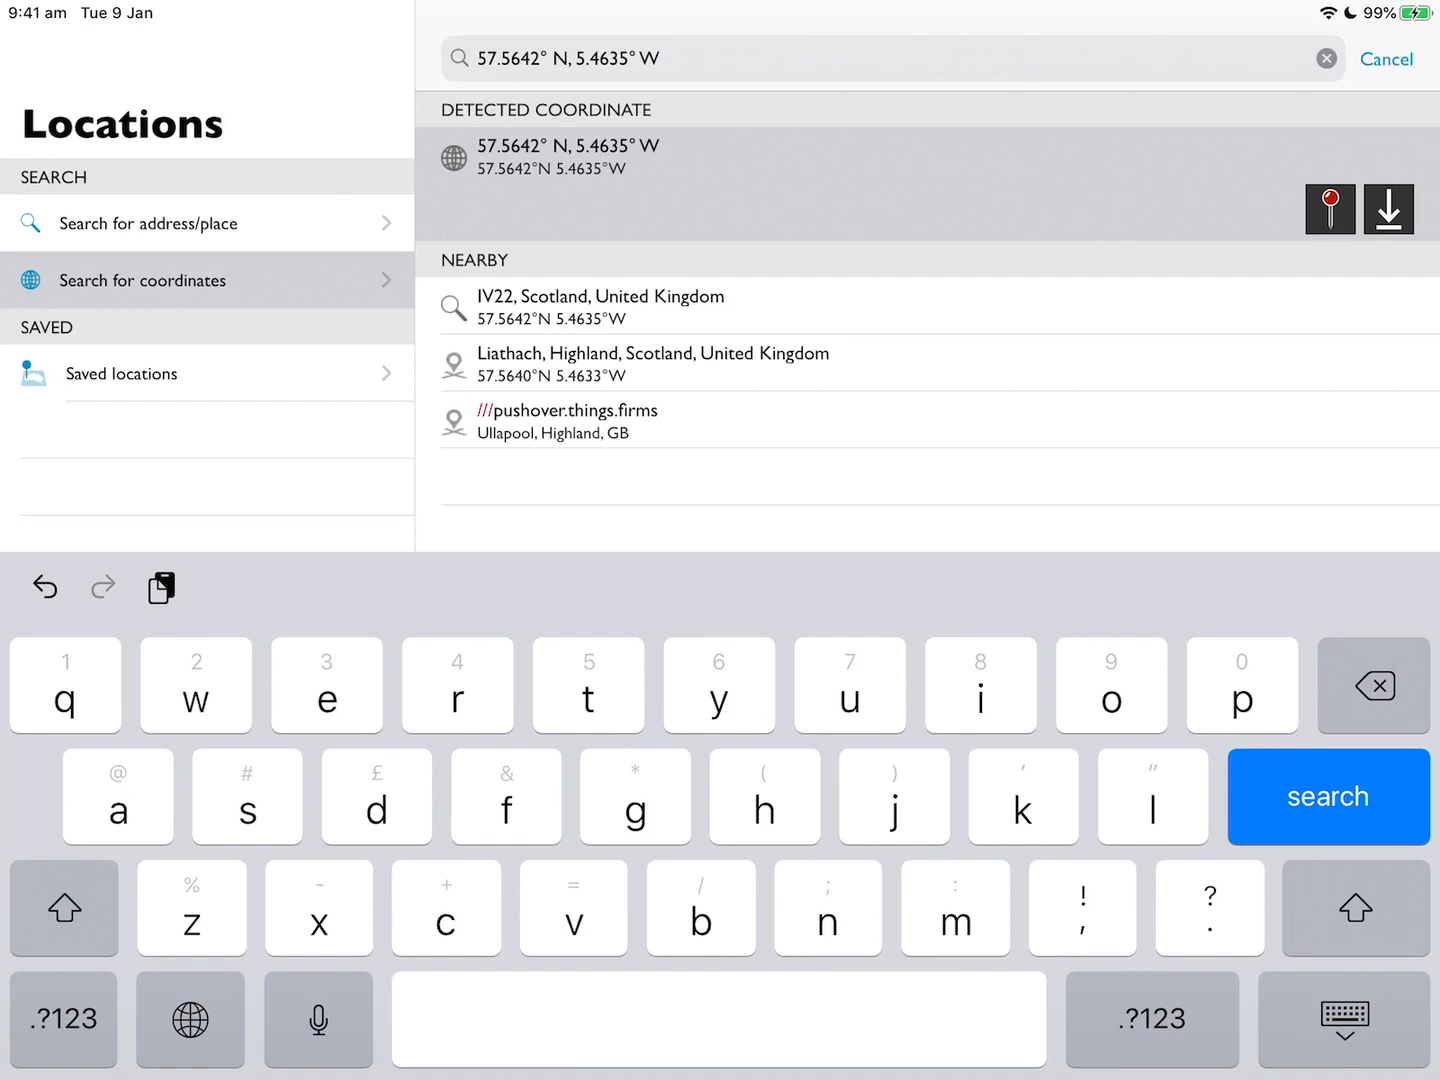 9:41 am Tue 9 Jan
99%
57.5642° N, 5.4635° W
Cancel
Locations
SEARCH
Search for address/place
Search for coordinates
SAVED
Saved locations
DETECTED COORDINATE
57.5642° N, 5.4635° W
57.5642°N 5.4635°W
NEARBY
IV22, Scotland, United Kingdom
57.5642°N 5.4635°W
Liathach, Highland, Scotland, United Kingdom
57.5640°N 5.4633°W
///pushover.things.firms
Ullapool, Highland, GB
1 2 3 4 5 6 7 8 9 0
q w e r t y u i o p
@ # £ & * ( ) ' "
a s d f g h j k l search
% - + = / ; : ! ?
z x c v b n m , .
.?123 .?123